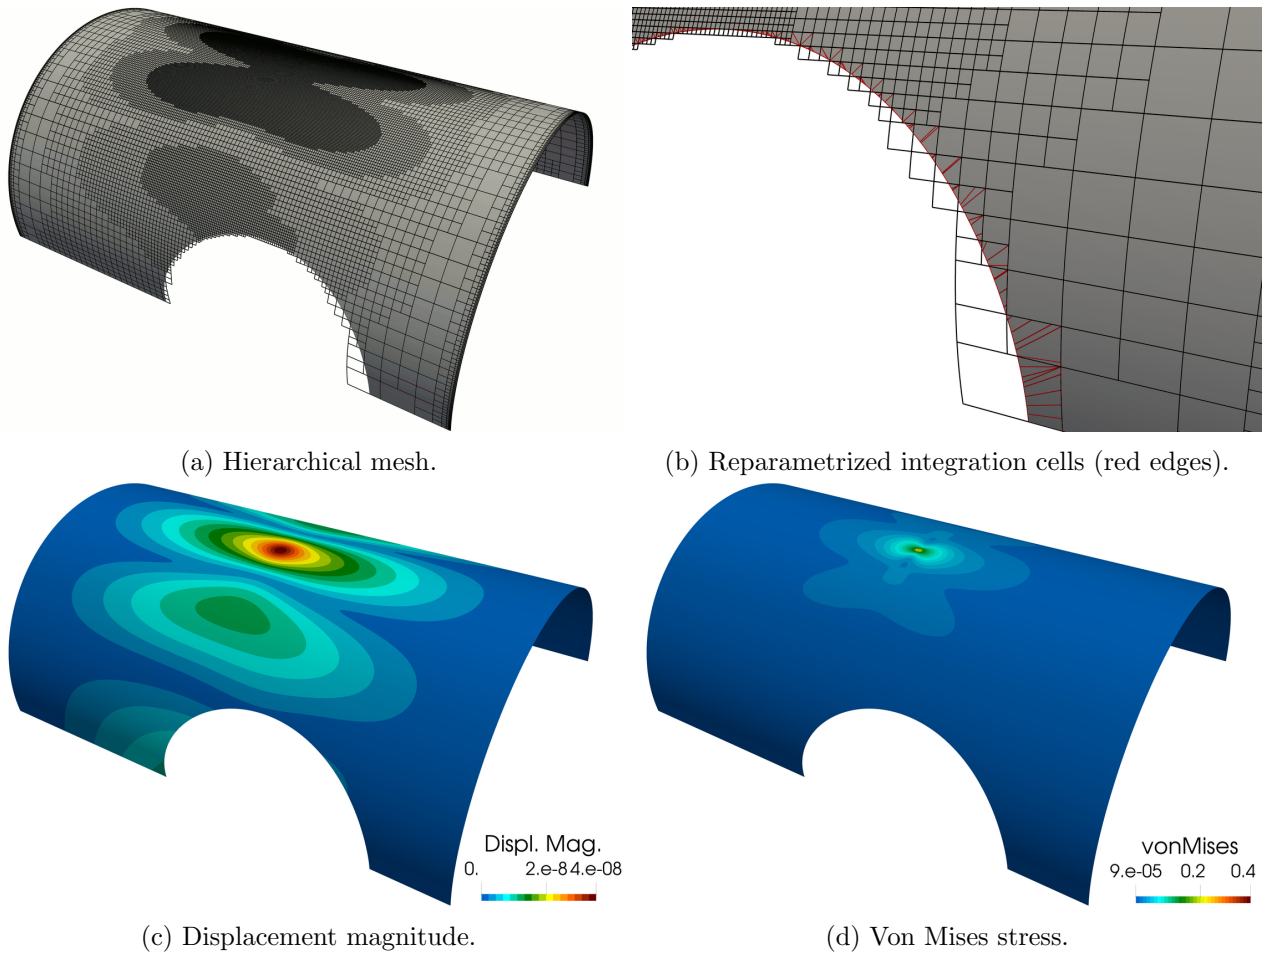 (a) Hierarchical mesh.
(b) Reparametrized integration cells (red edges).
Displ. Mag.
0. 2.e-8 4.e-08
vonMises
9.e-05 0.2 0.4
(c) Displacement magnitude.
(d) Von Mises stress.